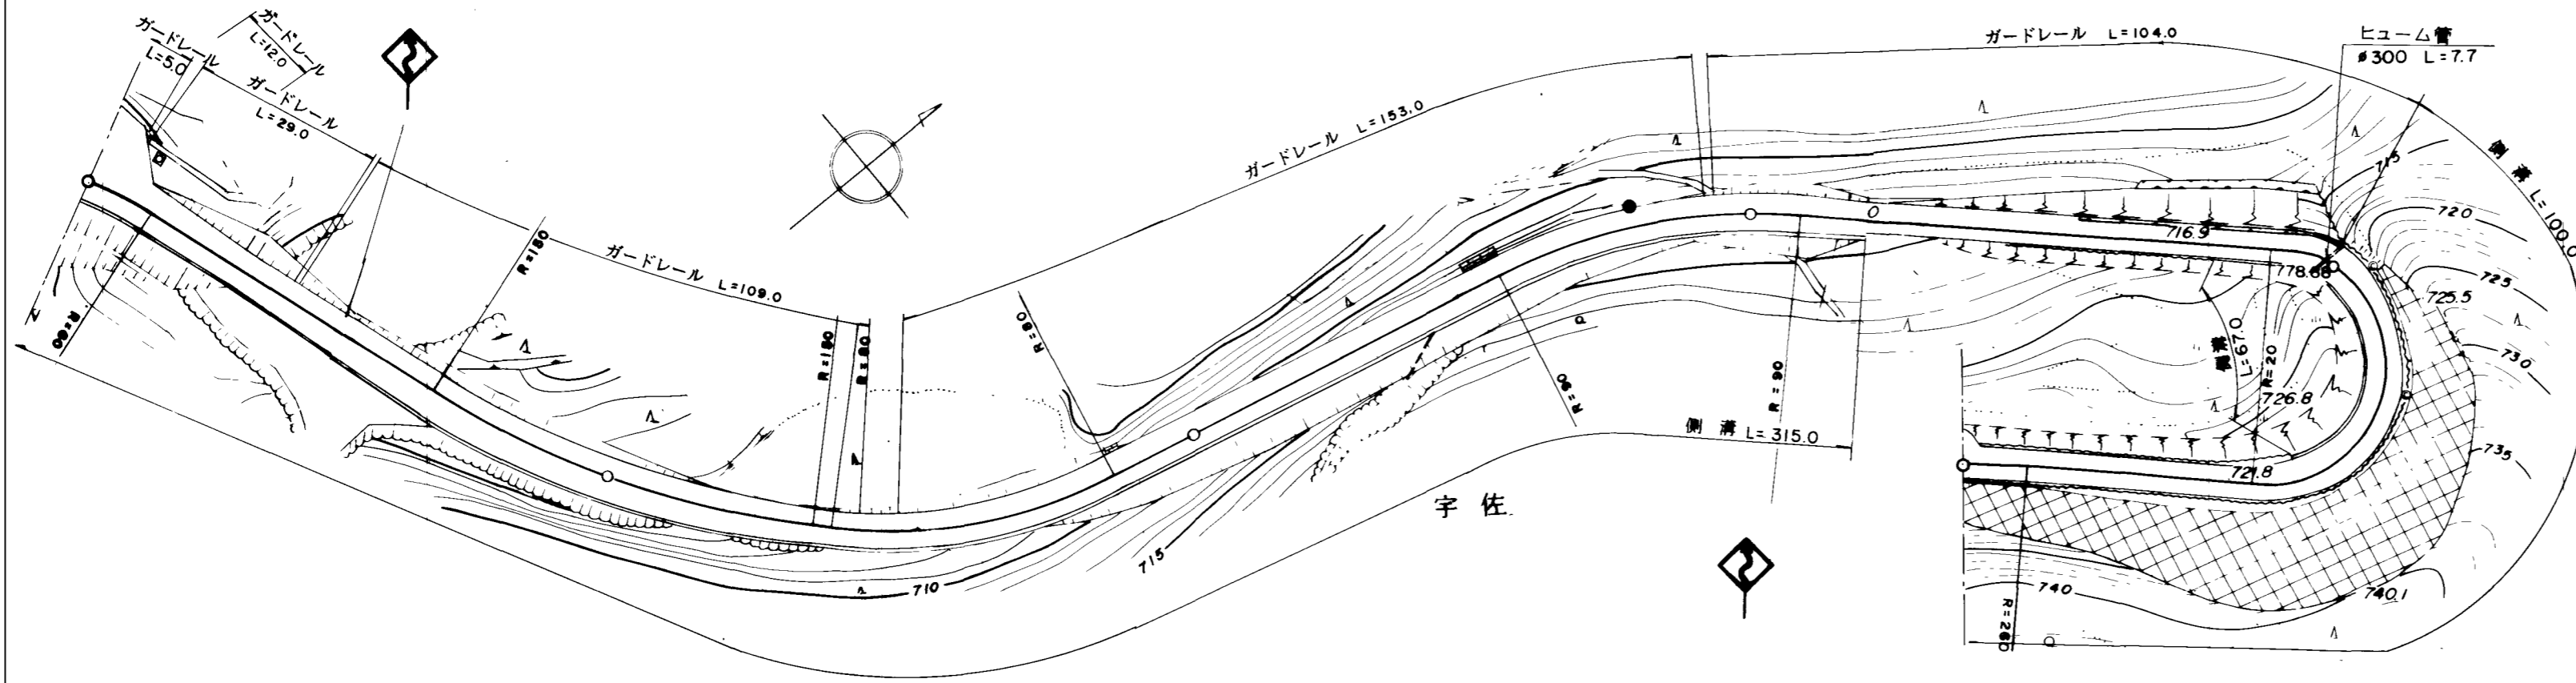 ガードレール
L=5.0
ガードレール
L=12.0
ガードレール
L=29.0
ガードレール L=109.0
ガードレール L=153.0
ガードレール L=104.0
ヒューム管
ø300 L=7.7
側溝 L=100.0
R=60
R=150
R=150
R=80
R=80
R=90
R=90
側溝 L=315.0
宇佐
710
715
716.9
778.68
715
720
725
725.5
730
735
側溝
L=67.0
R=20
726.8
721.8
740
740.1
R=260